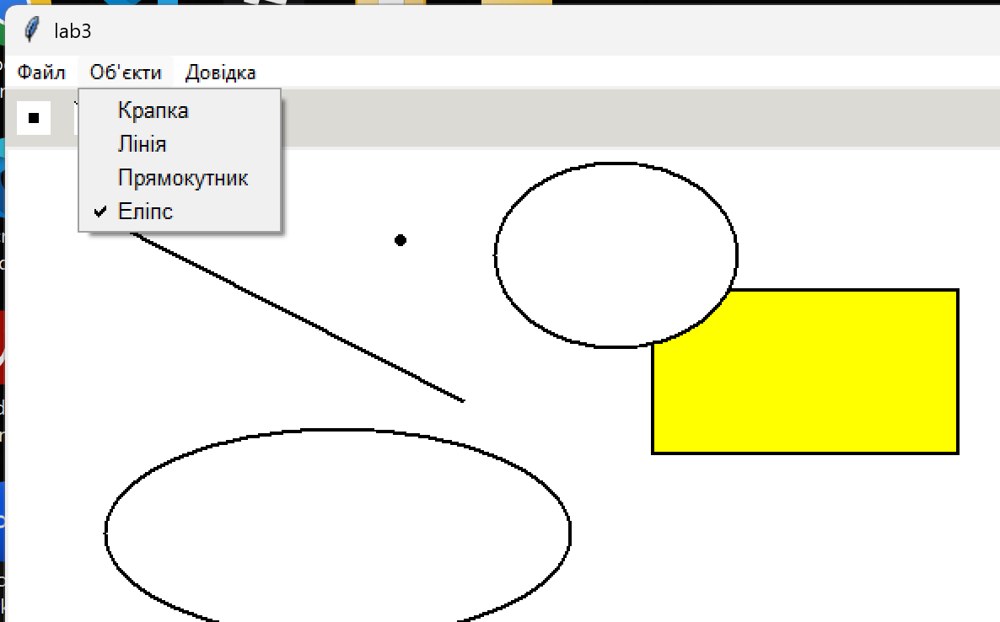 lab3
Файл Об'єкти Довідка
Крапка
Лінія
Прямокутник
Еліпс